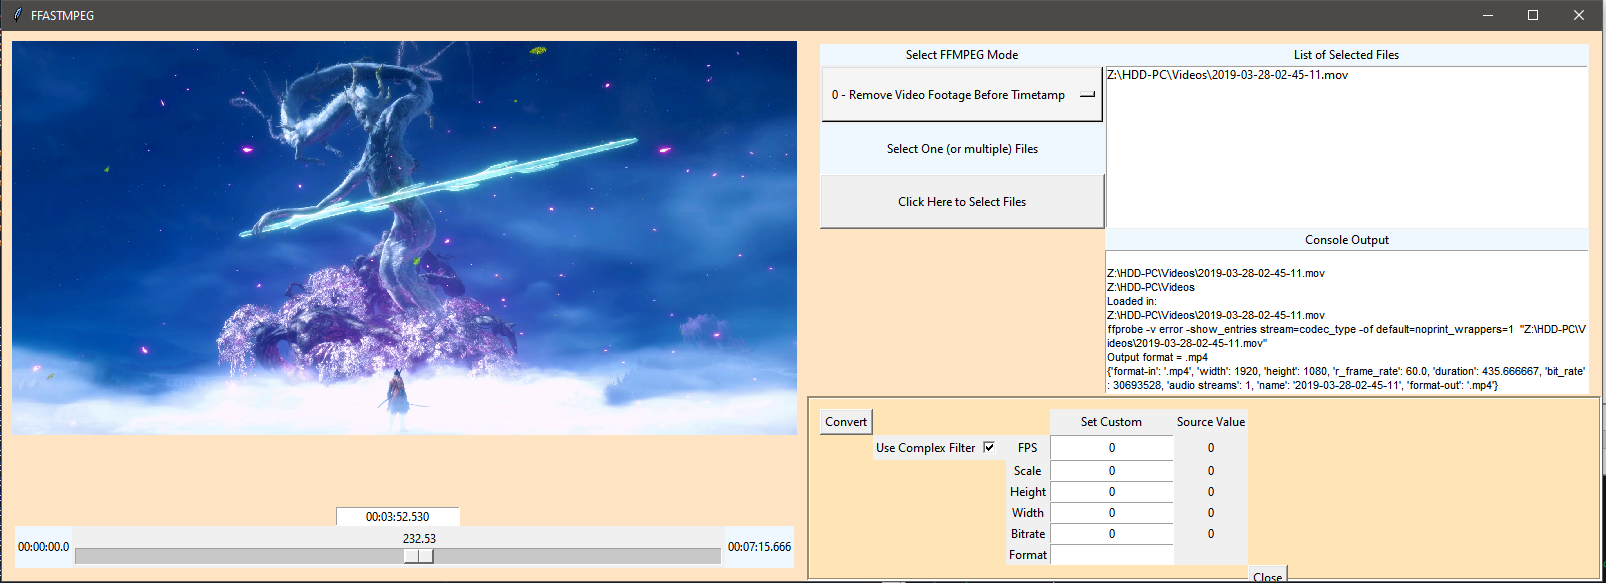 FFASTMPEG
Select FFMPEG Mode
0 - Remove Video Footage Before Timetamp
Select One (or multiple) Files
Click Here to Select Files
List of Selected Files
Z:\HDD-PC\Videos\2019-03-28-02-45-11.mov
Console Output
Z:\HDD-PC\Videos\2019-03-28-02-45-11.mov
Z:\HDD-PC\Videos
Loaded in:
Z:\HDD-PC\Videos\2019-03-28-02-45-11.mov
ffprobe -v error -show_entries stream=codec_type -of default=noprint_wrappers=1  "Z:\HDD-PC\V
ideos\2019-03-28-02-45-11.mov"
Output format = .mp4
{'format-in': '.mp4', 'width': 1920, 'height': 1080, 'r_frame_rate': 60.0, 'duration': 435.666667, 'bit_rate'
: 30693528, 'audio streams': 1, 'name': '2019-03-28-02-45-11', 'format-out': '.mp4'}
Convert
Set Custom Source Value
Use Complex Filter FPS 0 0
Scale 0 0
Height 0 0
Width 0 0
Bitrate 0 0
Format
Close
00:03:52.530
232.53
00:00:00.0 00:07:15.666